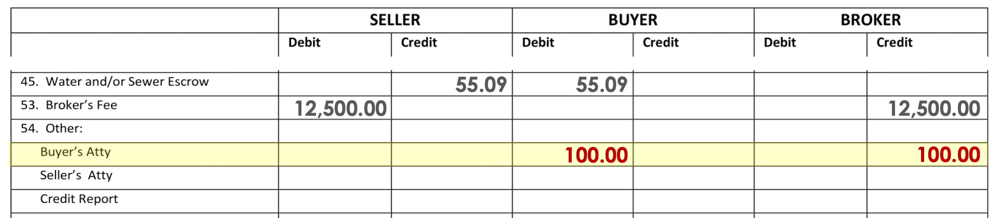 SELLER BUYER BROKER
Debit Credit Debit Credit Debit Credit
45. Water and/or Sewer Escrow 55.09 55.09
53. Broker’s Fee 12,500.00 12,500.00
54. Other:
Buyer’s Atty 100.00 100.00
Seller’s Atty
Credit Report